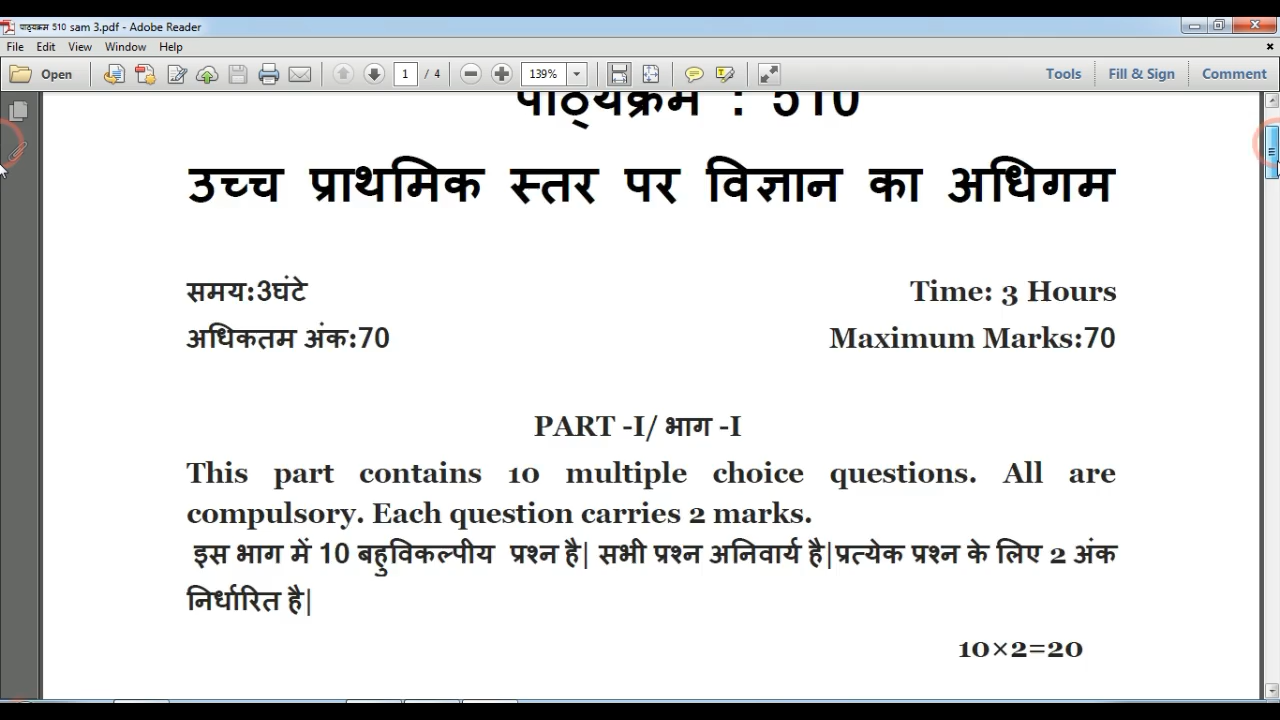 पाठ्यक्रम 510 sam 3.pdf - Adobe Reader
File Edit View Window Help
Open 1 / 4 139% Tools Fill & Sign Comment
पाठ्यक्रम : 510
उच्च प्राथमिक स्तर पर विज्ञान का अधिगम
समय:3घंटे Time: 3 Hours
अधिकतम अंक:70 Maximum Marks:70
PART -I/ भाग -I
This part contains 10 multiple choice questions. All are
compulsory. Each question carries 2 marks.
इस भाग में 10 बहुविकल्पीय प्रश्न है| सभी प्रश्न अनिवार्य है|प्रत्येक प्रश्न के लिए 2 अंक
निर्धारित है|
10×2=20